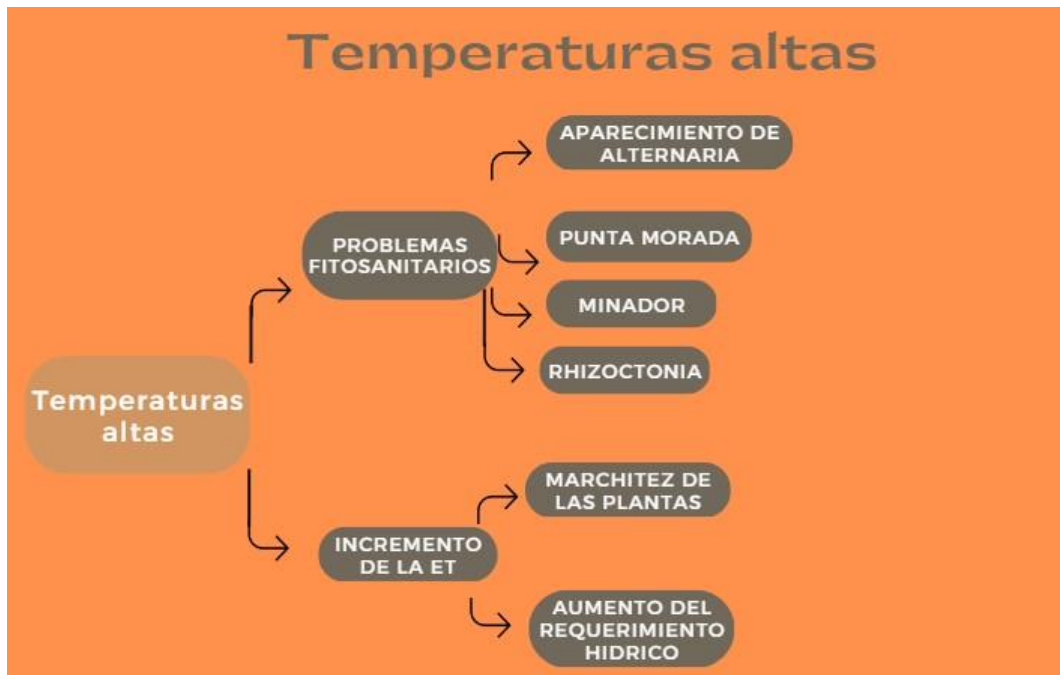 Temperaturas altas
APARECIMIENTO DE
ALTERNARIA
PROBLEMAS
FITOSANITARIOS
PUNTA MORADA
MINADOR
RHIZOCTONIA
Temperaturas
altas
MARCHITEZ DE
LAS PLANTAS
INCREMENTO
DE LA ET
AUMENTO DEL
REQUERIMIENTO
HIDRICO